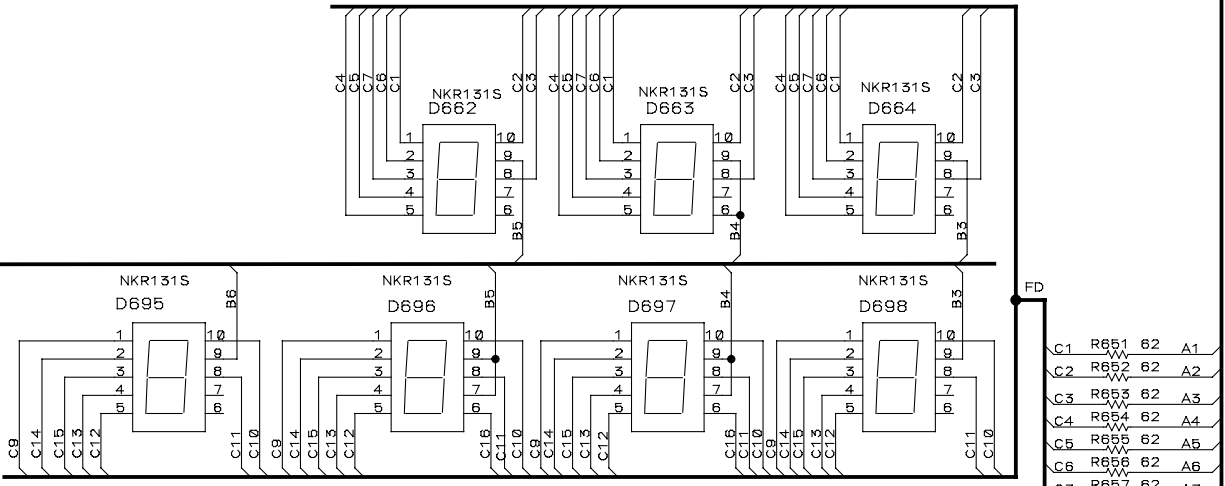 C4 C5 C7 C6 C1 C2 C3 C4 C5 C7 C6 C1 C2 C3 C4 C5 C7 C6 C1 C2 C3
NKR131S NKR131S NKR131S
D662 D663 D664
1 10 1 10 1 10
2 9 2 9 2 9
3 8 3 8 3 8
4 7 4 7 4 7
5 6 5 6 5 6
B5 B4 B3
NKR131S NKR131S NKR131S NKR131S
B6 B5 B4 B3
D695 D696 D697 D698
FD
1 10 1 10 1 10 1 10
2 9 2 9 2 9 2 9
3 8 3 8 3 8 3 8
4 7 4 7 4 7 4 7
5 6 5 6 5 6 5 6
C9 C14 C15 C13 C12 C11 C10 C9 C14 C15 C13 C12 C16 C11 C10 C9 C14 C15 C13 C12 C16 C11 C10 C9 C14 C15 C13 C12 C11 C10
C1 R651 62 A1
C2 R652 62 A2
C3 R653 62 A3
C4 R654 62 A4
C5 R655 62 A5
C6 R656 62 A6
R657 62